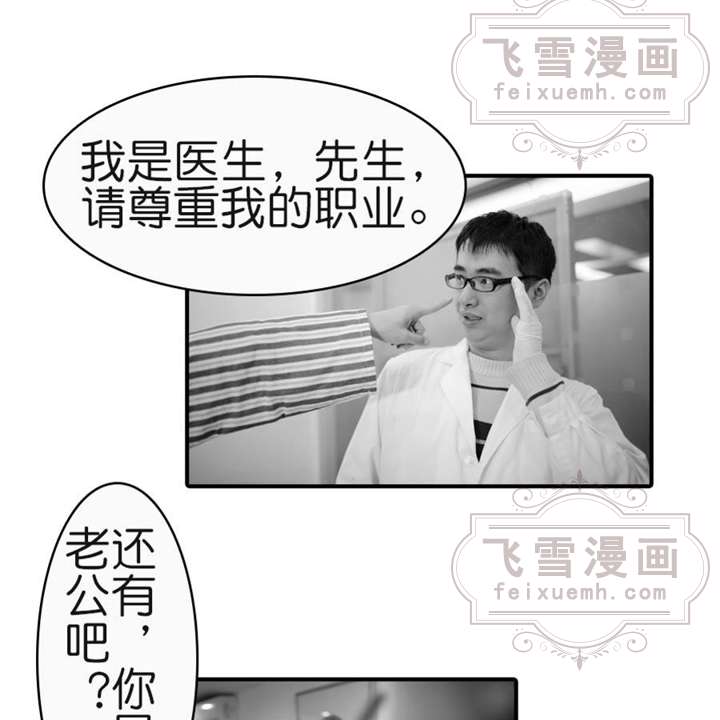 飞雪漫画
feixuemh.com
我是医生，先生，
请尊重我的职业。
飞雪漫画
feixuemh.com
还有，你是
老公吧？